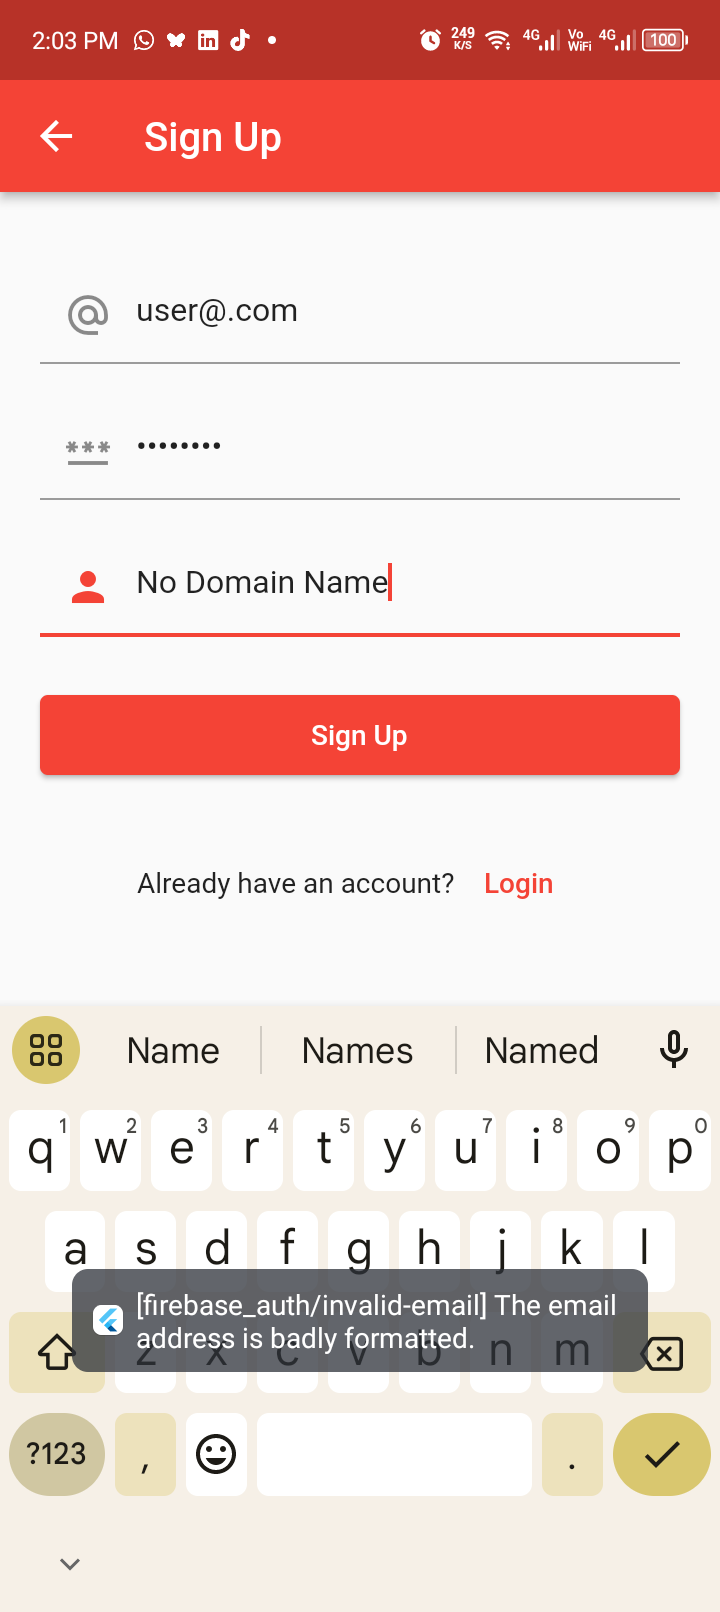 2:03 PM 249 K/S 4G Vo WiFi 4G 100
Sign Up
user@.com
*** ••••••••
No Domain Name
Sign Up
Already have an account? Login
Name Names Named
q1 w2 e3 r4 t5 y6 u7 i8 o9 p0
a s d f g h j k l
[firebase_auth/invalid-email] The email
address is badly formatted.
z x c v b n m
?123 , .